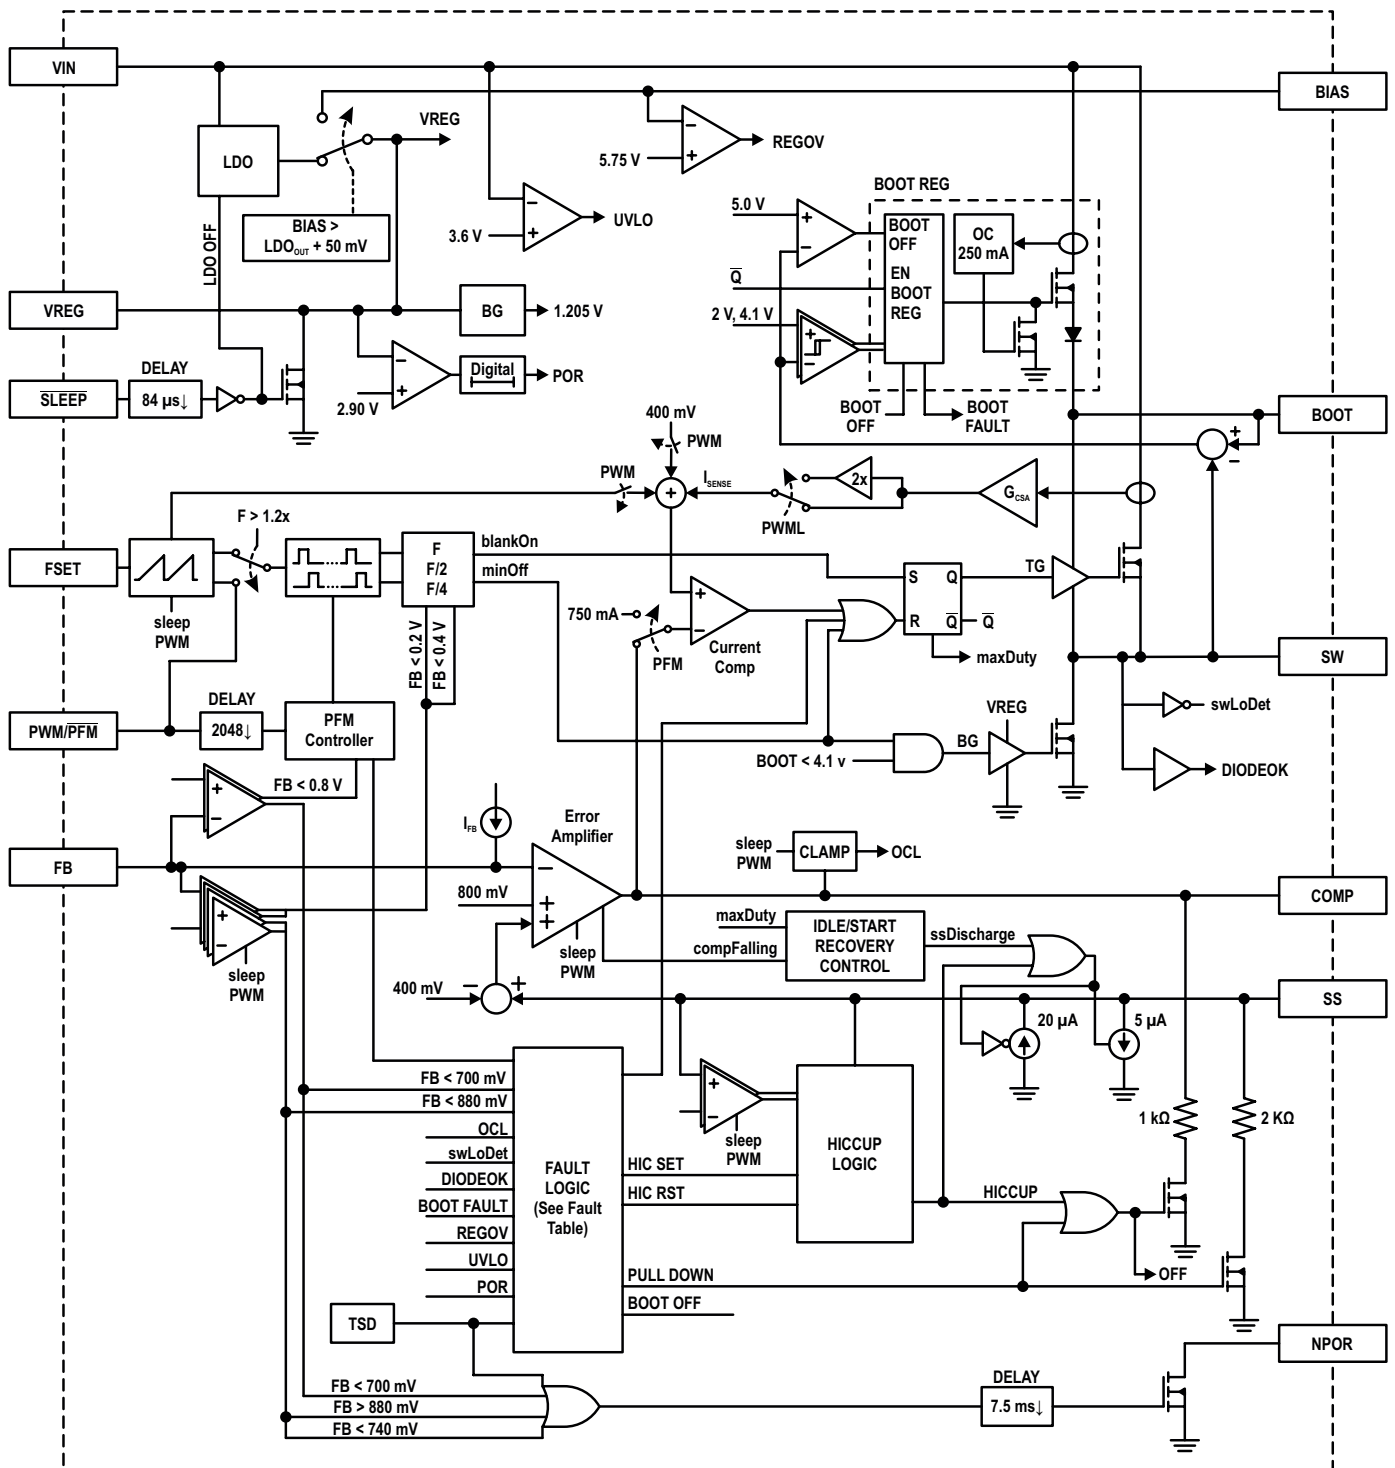 VIN
BIAS
VREG
LDO
5.75 V
REGOV
BOOT REG
5.0 V
BOOT
OFF
OC
250 mA
BIAS >
LDO_OUT + 50 mV
UVLO
3.6 V
LDO OFF
Q̅
EN
BOOT
REG
VREG
BG
1.205 V
2 V, 4.1 V
DELAY
Digital
POR
S̅L̅E̅E̅P̅
84 µs↓
2.90 V
400 mV
BOOT
OFF
BOOT
FAULT
BOOT
PWM
PWM
I_SENSE
2x
G_CSA
PWML
F > 1.2x
FSET
F
F/2
F/4
blankOn
minOff
S
Q
TG
R
Q̅
Q̅
sleep
PWM
750 mA
PFM
Current
Comp
maxDuty
SW
FB < 0.2 V
FB < 0.4 V
swLoDet
DELAY
PWM/P̅F̅M̅
2048↓
PFM
Controller
VREG
BG
BOOT < 4.1 v
DIODEOK
FB < 0.8 V
I_FB
Error
Amplifier
sleep
PWM
CLAMP
OCL
FB
800 mV
COMP
maxDuty
compFalling
IDLE/START
RECOVERY
CONTROL
ssDischarge
sleep
PWM
sleep
PWM
400 mV
SS
20 µA
5 µA
FB < 700 mV
FB < 880 mV
OCL
swLoDet
DIODEOK
BOOT FAULT
REGOV
UVLO
POR
FAULT
LOGIC
(See Fault
Table)
sleep
PWM
HICCUP
LOGIC
1 kΩ
2 KΩ
HIC SET
HIC RST
HICCUP
OFF
PULL DOWN
BOOT OFF
TSD
NPOR
FB < 700 mV
FB > 880 mV
FB < 740 mV
DELAY
7.5 ms↓